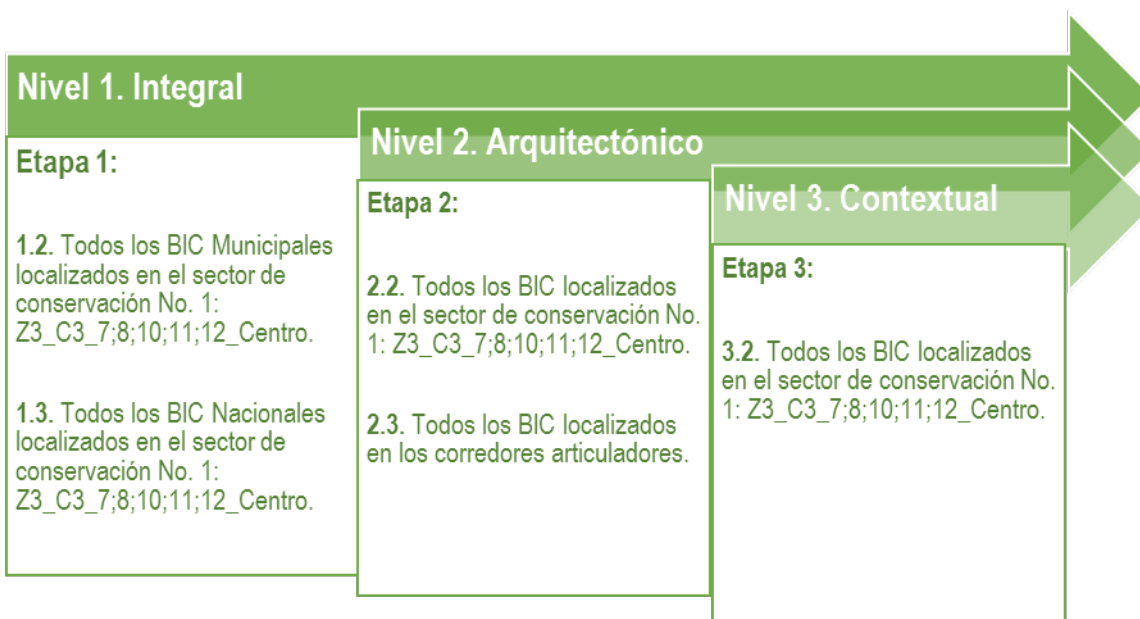 Nivel 1. Integral
Etapa 1:
1.2. Todos los BIC Municipales
localizados en el sector de
conservación No. 1:
Z3_C3_7;8;10;11;12_Centro.
1.3. Todos los BIC Nacionales
localizados en el sector de
conservación No. 1:
Z3_C3_7;8;10;11;12_Centro.
Nivel 2. Arquitectónico
Etapa 2:
2.2. Todos los BIC localizados
en el sector de conservación No.
1: Z3_C3_7;8;10;11;12_Centro.
2.3. Todos los BIC localizados
en los corredores articuladores.
Nivel 3. Contextual
Etapa 3:
3.2. Todos los BIC localizados
en el sector de conservación No.
1: Z3_C3_7;8;10;11;12_Centro.